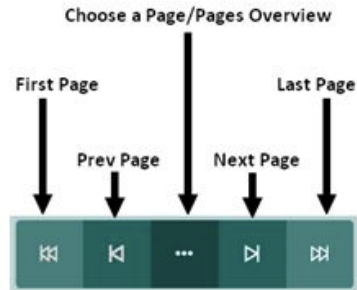 Choose a Page/Pages Overview
First Page
Last Page
Prev Page
Next Page